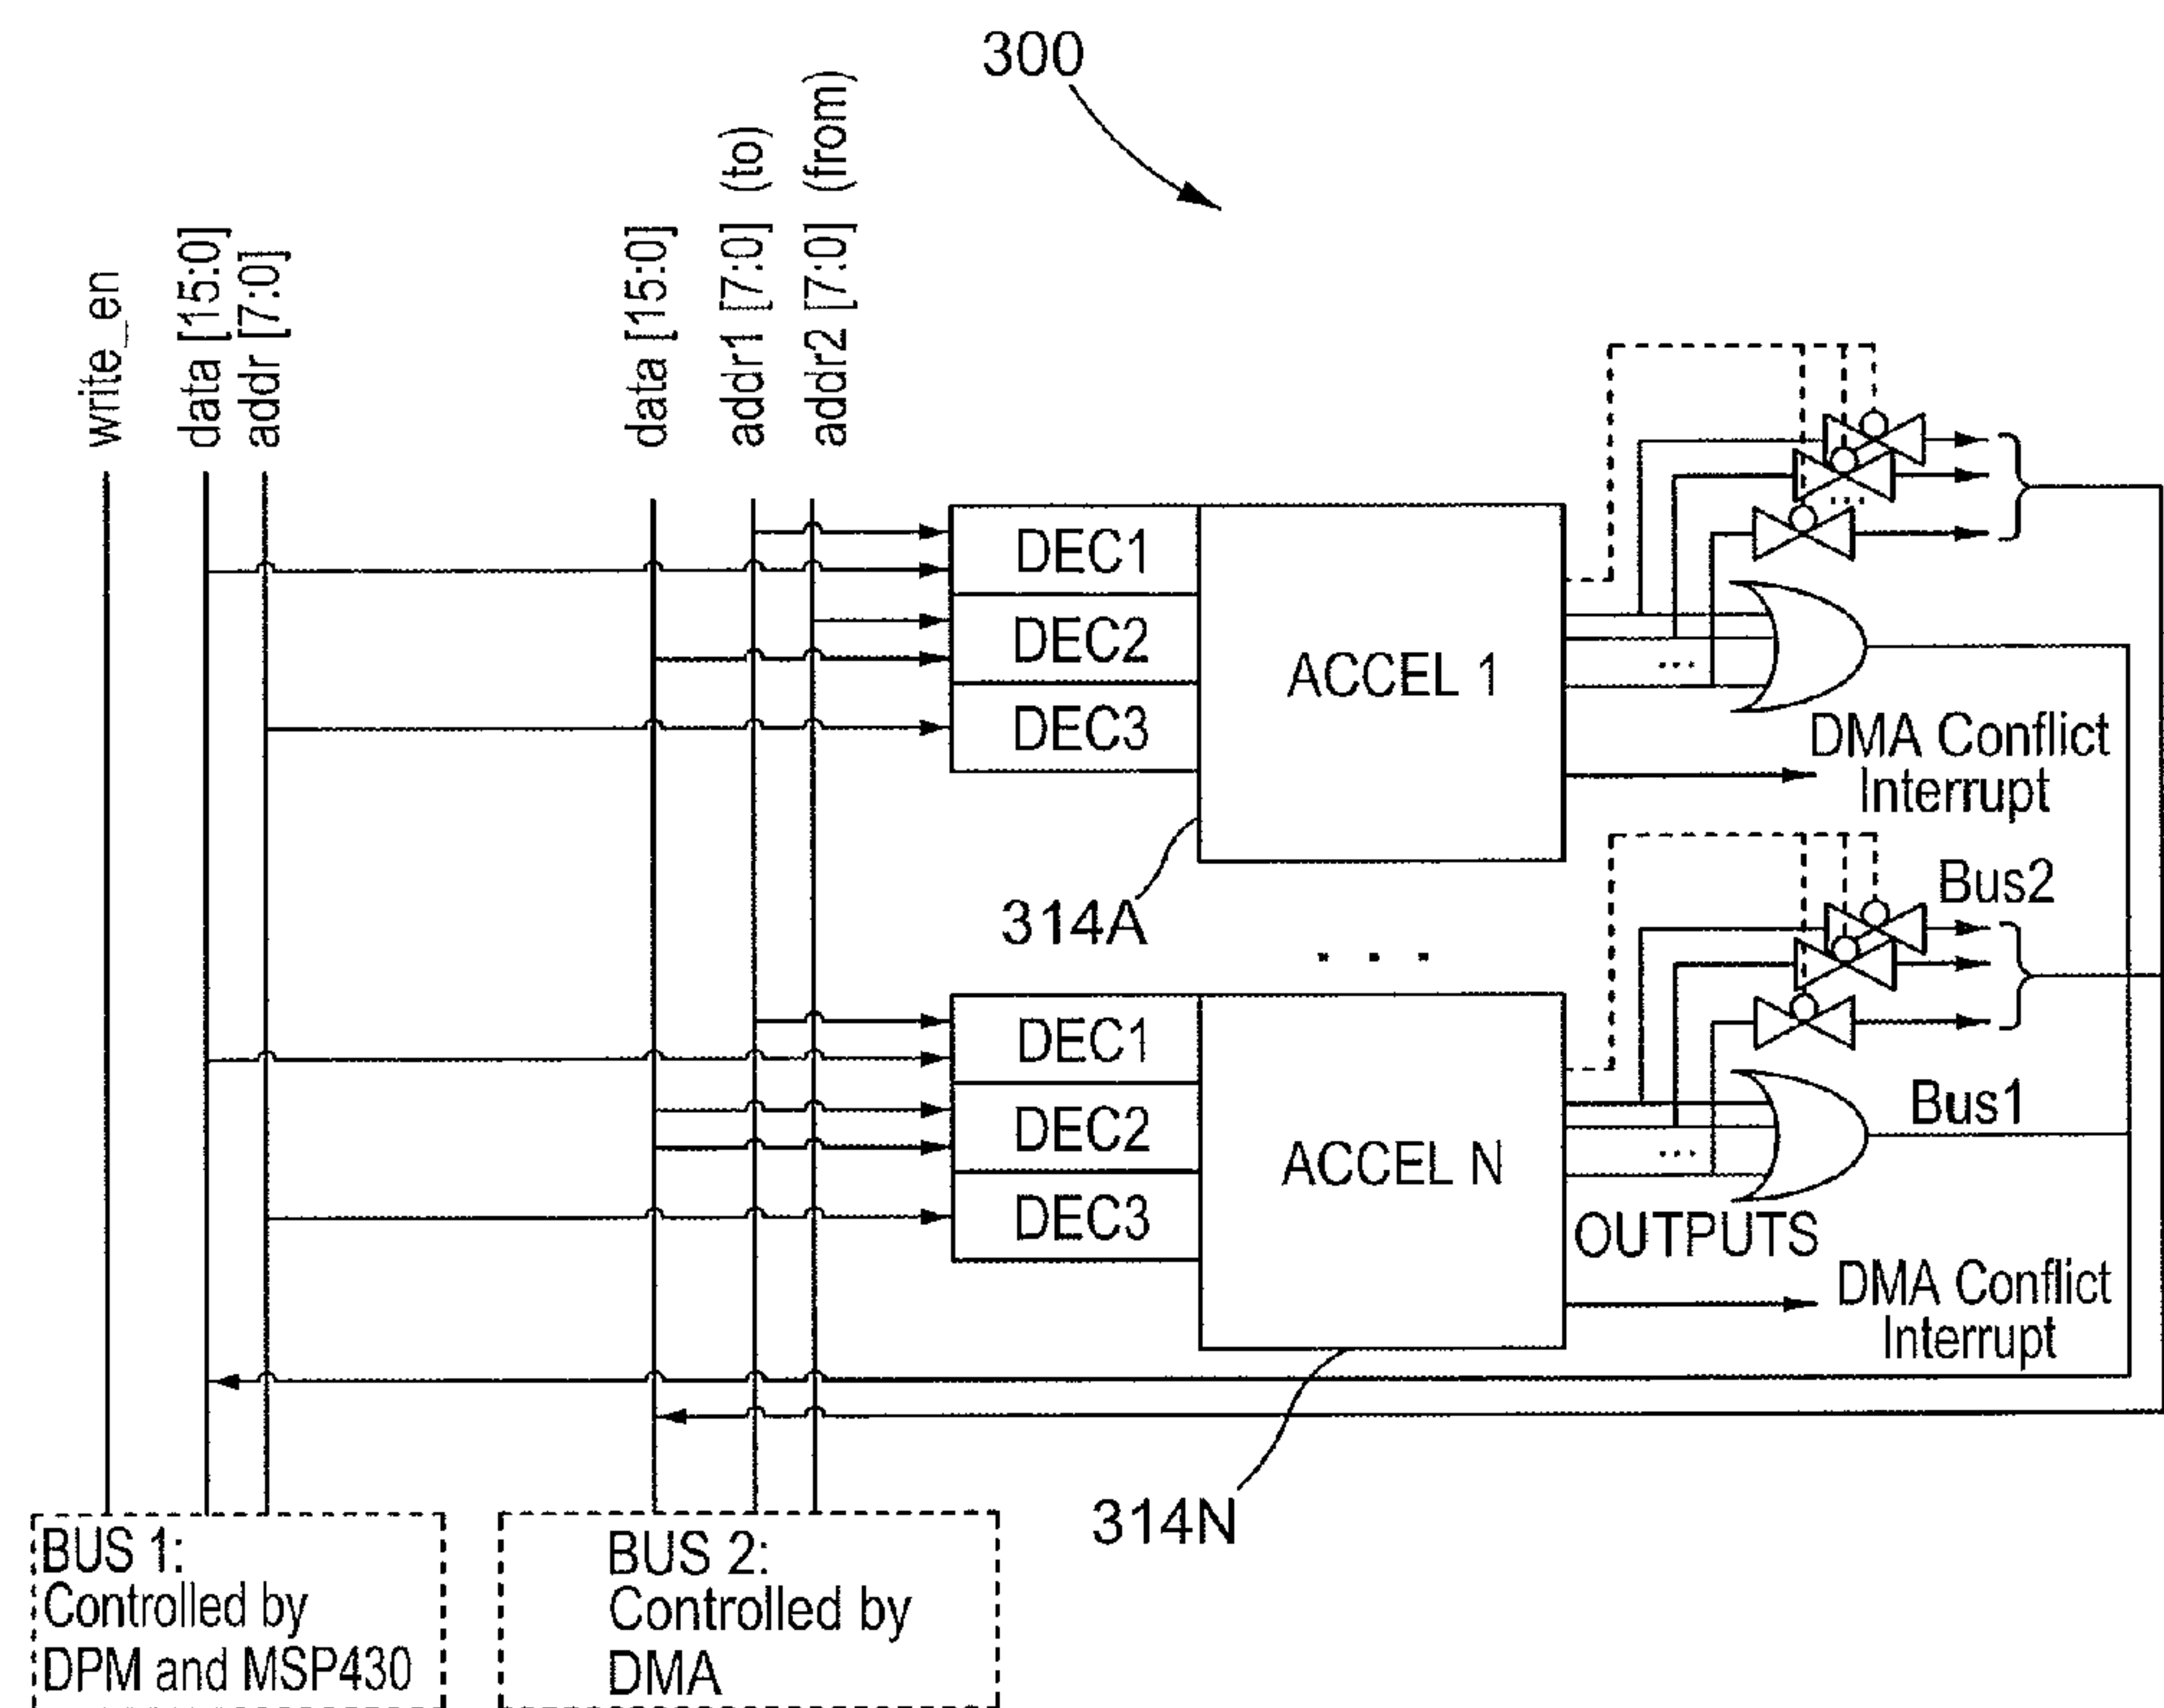 300
write_en
data [15:0]
addr [7:0]
data [15:0]
addr1 [7:0] (to)
addr2 [7:0] (from)
DEC1
DEC2
DEC3
ACCEL 1
...
...
DMA Conflict
Interrupt
314A
. . .
Bus2
DEC1
DEC2
DEC3
ACCEL N
...
Bus1
OUTPUTS
DMA Conflict
Interrupt
314N
BUS 1:
Controlled by
DPM and MSP430
BUS 2:
Controlled by
DMA